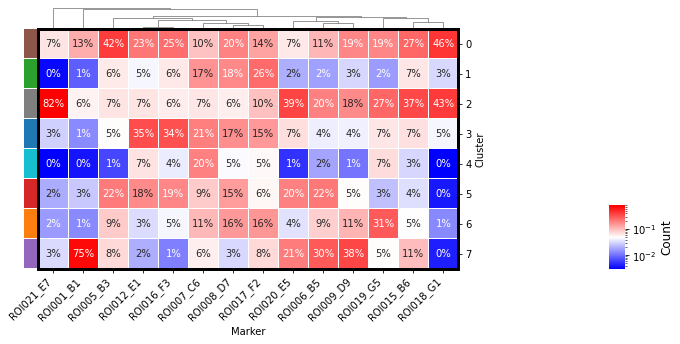 7% 13% 42% 23% 25% 10% 20% 14% 7% 11% 19% 19% 27% 46% 0
0% 1% 6% 5% 6% 17% 18% 26% 2% 2% 3% 2% 7% 3% 1
82% 6% 7% 7% 6% 7% 6% 10% 39% 20% 18% 27% 37% 43% 2
3% 1% 5% 35% 34% 21% 17% 15% 7% 4% 4% 7% 7% 5% 3
0% 0% 1% 7% 4% 20% 5% 5% 1% 2% 1% 7% 3% 0% 4
2% 3% 22% 18% 19% 9% 15% 6% 20% 22% 5% 3% 4% 0% 5
2% 1% 9% 3% 5% 11% 16% 16% 4% 9% 11% 31% 5% 1% 6
3% 75% 8% 2% 1% 6% 3% 8% 21% 30% 38% 5% 11% 0% 7
Cluster
ROI021_E7 ROI001_B1 ROI005_B3 ROI012_E1 ROI016_F3 ROI007_C6 ROI008_D7 ROI017_F2 ROI020_E5 ROI006_B5 ROI009_D9 ROI019_G5 ROI015_B6 ROI018_G1
Marker
10⁻¹
10⁻²
Count